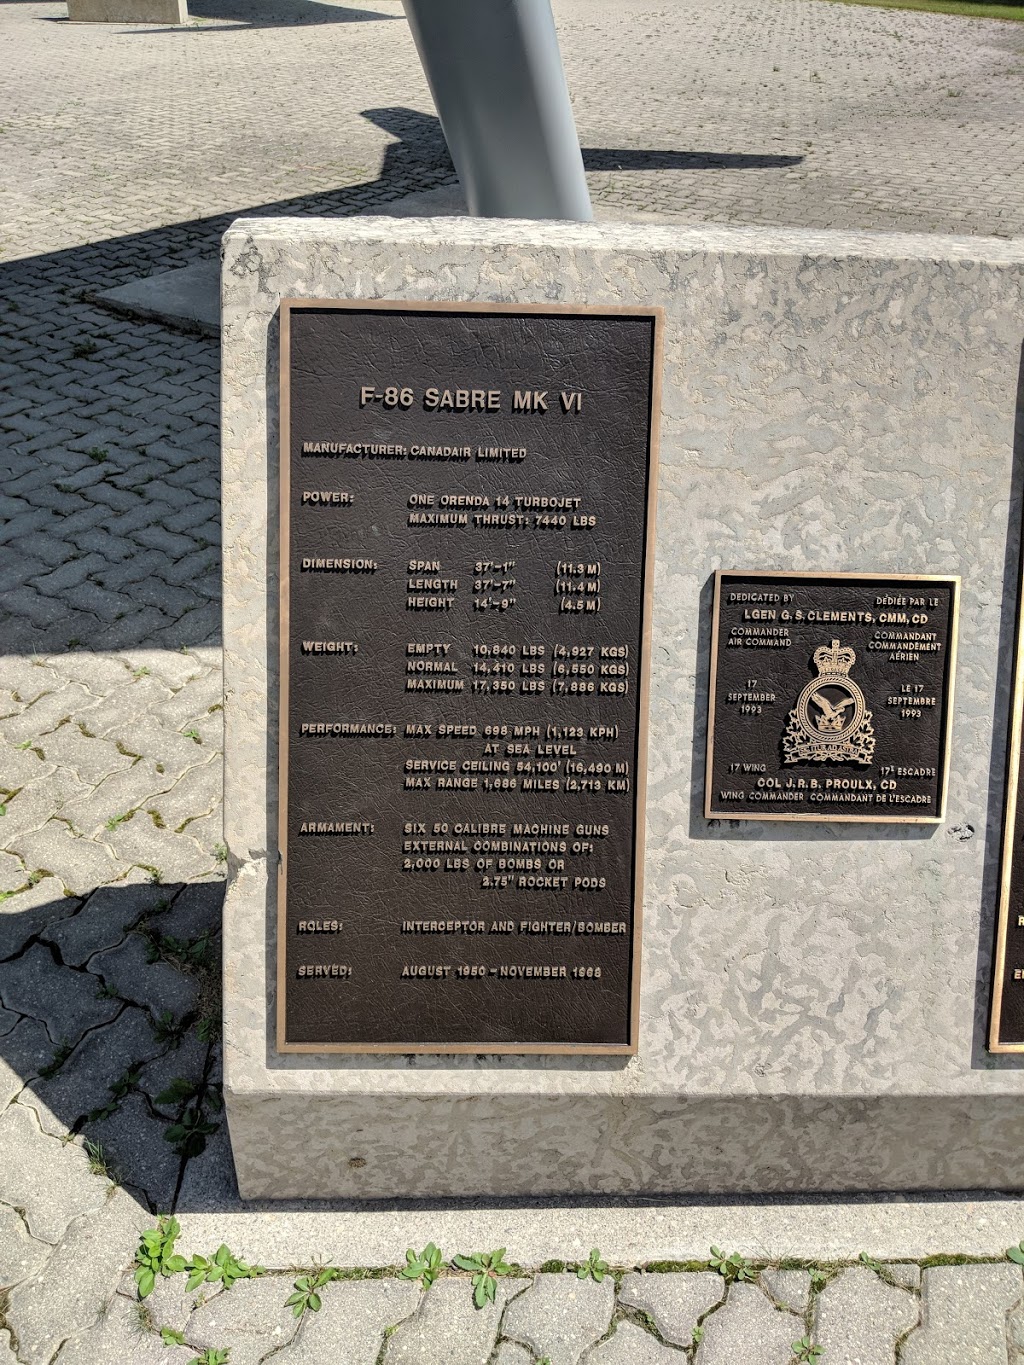 F-86 SABRE MK VI
MANUFACTURER: CANADAIR LIMITED
POWER: ONE ORENDA 14 TURBOJET
MAXIMUM THRUST: 7440 LBS
DIMENSION: SPAN 37'-1" (11.3 M)
LENGTH 37'-7" (11.4 M)
HEIGHT 14'-9" (4.5 M)
WEIGHT: EMPTY 10,840 LBS (4,927 KGS)
NORMAL 14,410 LBS (6,550 KGS)
MAXIMUM 17,350 LBS (7,886 KGS)
PERFORMANCE: MAX SPEED 698 MPH (1,123 KPH)
AT SEA LEVEL
SERVICE CEILING 54,100' (16,490 M)
MAX RANGE 1,686 MILES (2,713 KM)
ARMAMENT: SIX 50 CALIBRE MACHINE GUNS
EXTERNAL COMBINATIONS OF:
2,000 LBS OF BOMBS OR
2.75" ROCKET PODS
ROLES: INTERCEPTOR AND FIGHTER/BOMBER
SERVED: AUGUST 1950 - NOVEMBER 1968
DEDICATED BY DÉDIÉE PAR LE
LGEN G.S. CLEMENTS, CMM, CD
COMMANDER COMMANDANT
AIR COMMAND COMMANDEMENT
AÉRIEN
17 LE 17
SEPTEMBER SEPTEMBRE
1993 1993
17 WING 17E ESCADRE
COL J.R.B. PROULX, CD
WING COMMANDER COMMANDANT DE L'ESCADRE